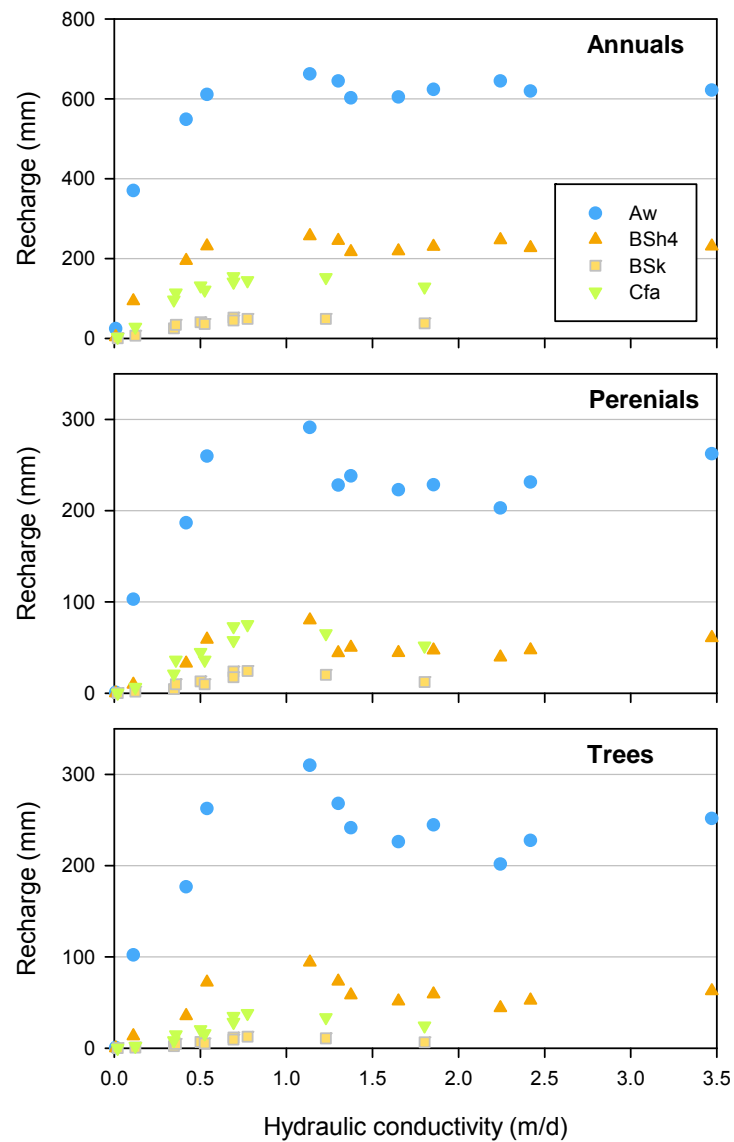 Annuals
Recharge (mm)
800
600
400
200
0
Aw
BSh4
BSk
Cfa
Perenials
Recharge (mm)
300
200
100
0
Trees
Recharge (mm)
300
200
100
0
0.0 0.5 1.0 1.5 2.0 2.5 3.0 3.5
Hydraulic conductivity (m/d)